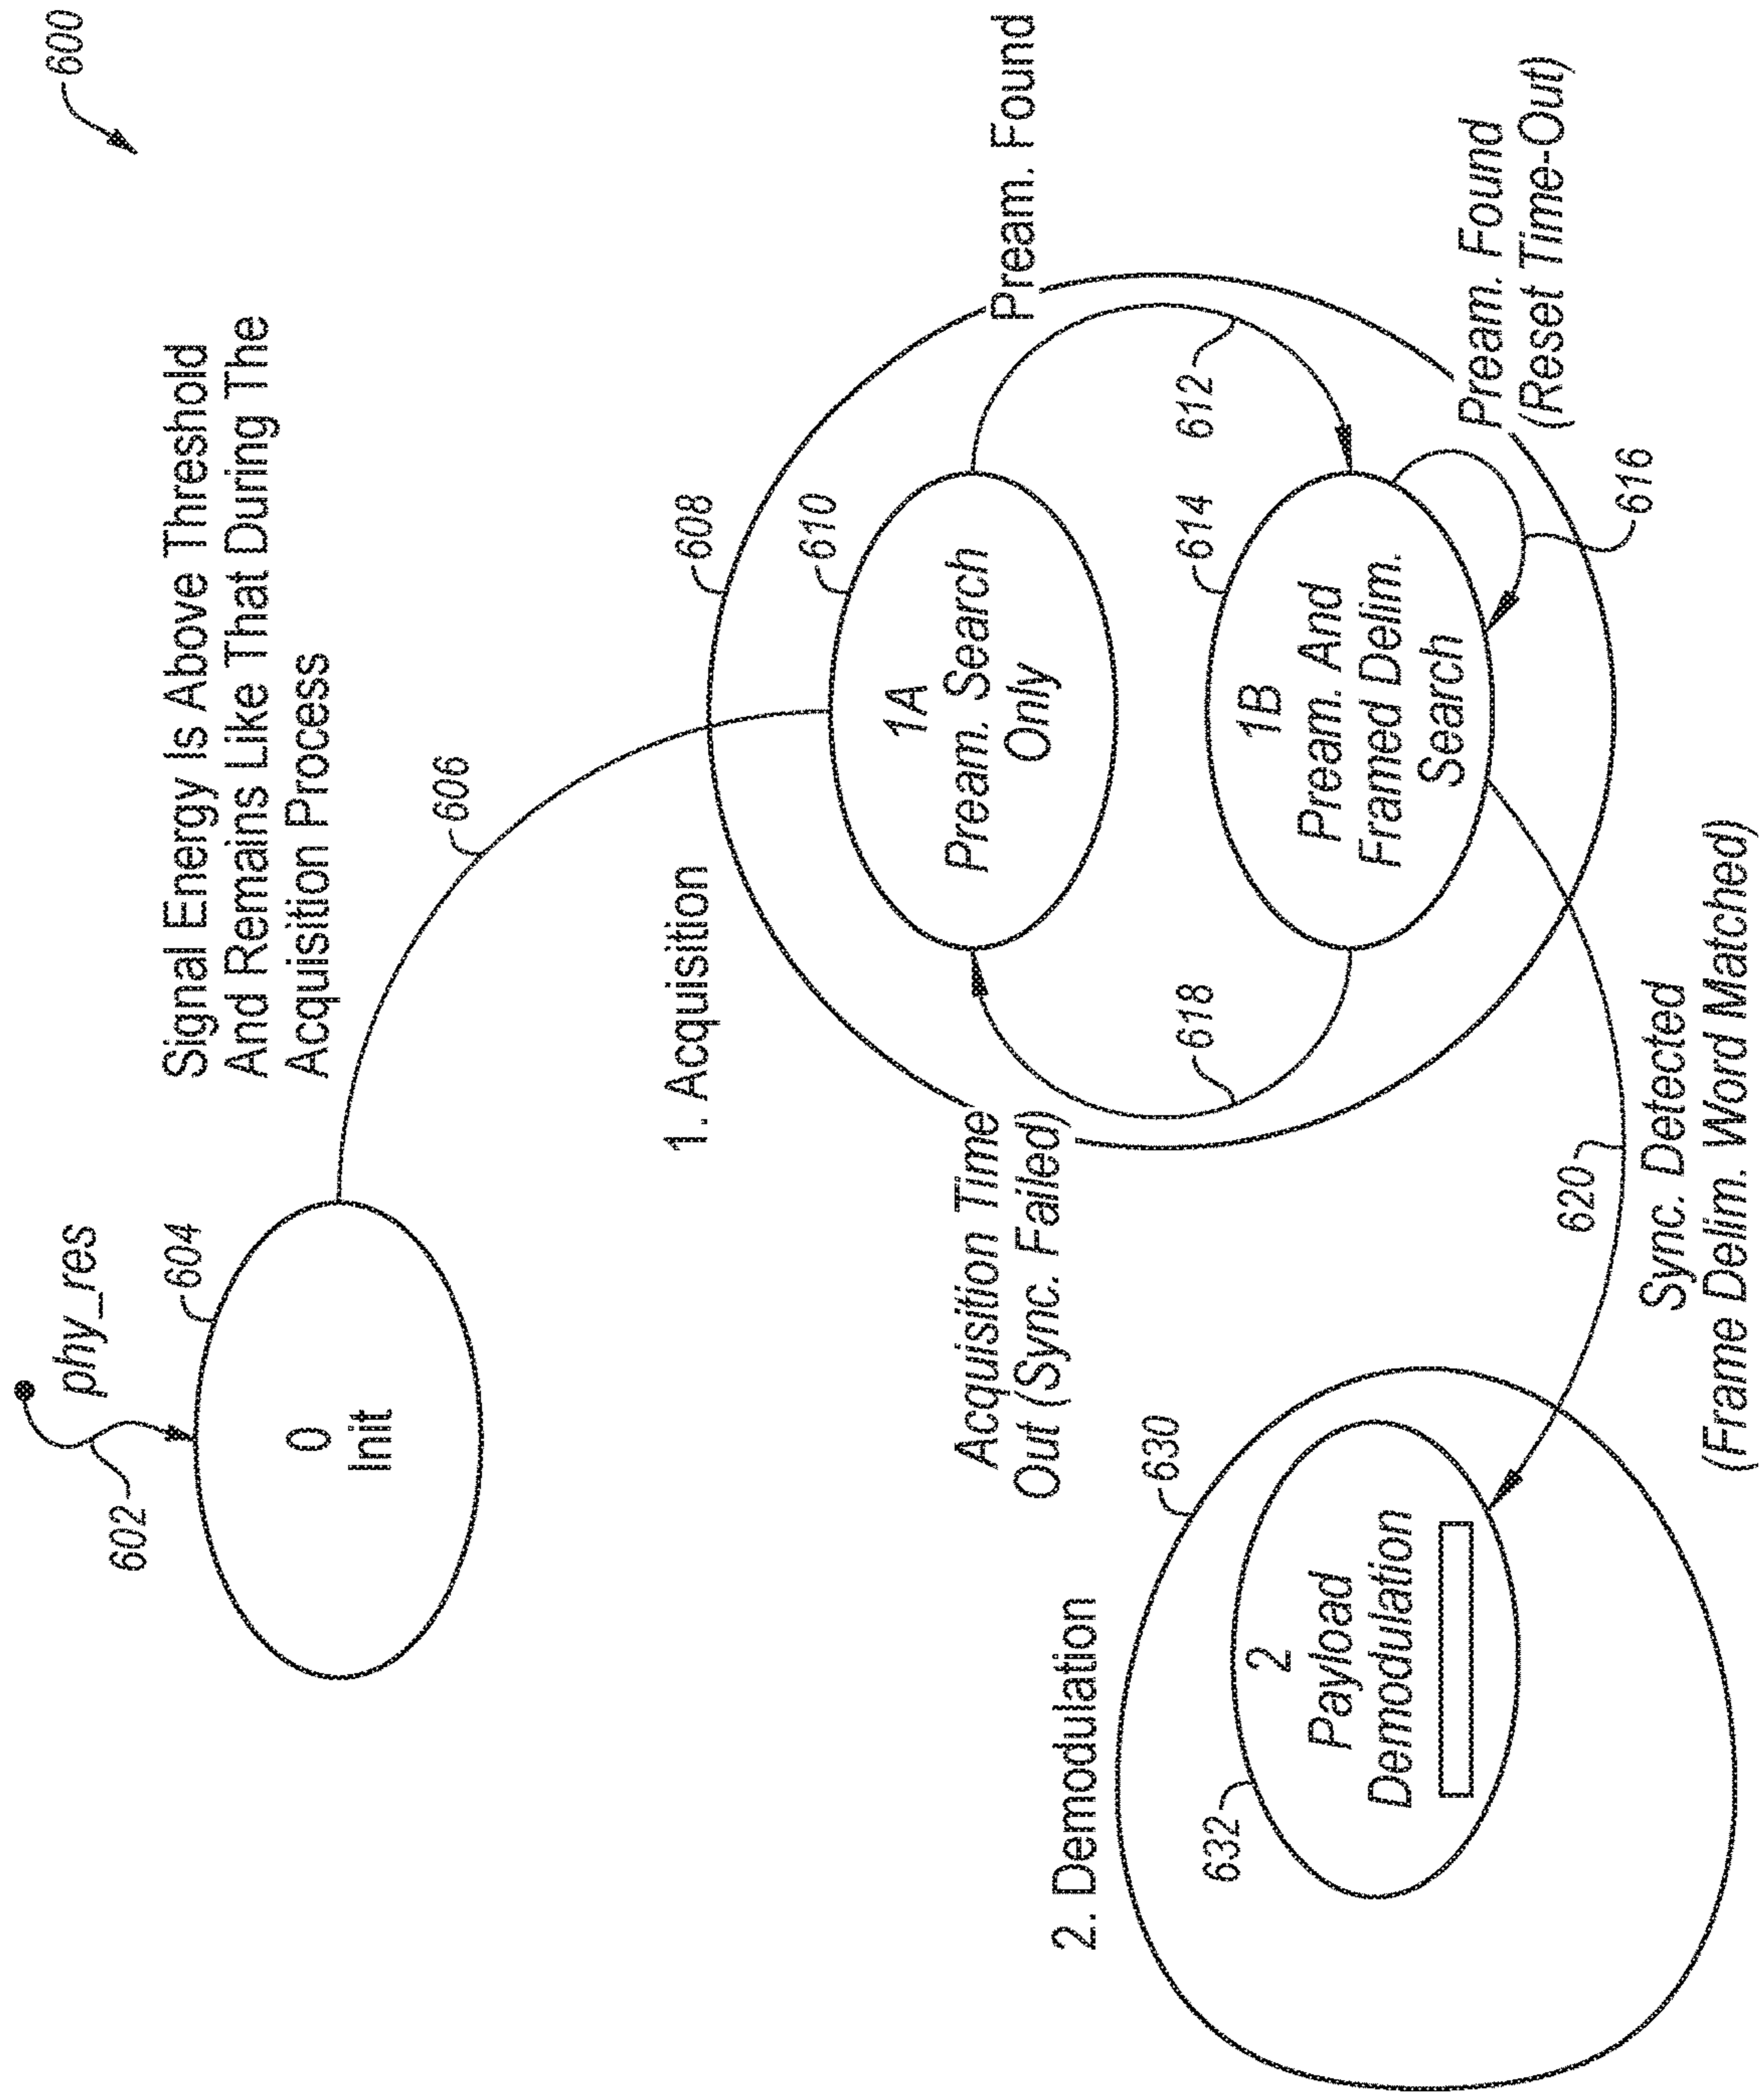 600
phy_res
602
604
0
Init
Signal Energy Is Above Threshold
And Remains Like That During The
Acquisition Process
606
1. Acquisition
608
610
1A
Pream. Search
Only
Pream. Found
612
614
1B
Pream. And
Framed Delim.
Search
Pream. Found
(Reset Time-Out)
616
Acquisition Time
Out (Sync. Failed)
618
620
Sync. Detected
(Frame Delim. Word Matched)
2. Demodulation
630
632
2
Payload
Demodulation